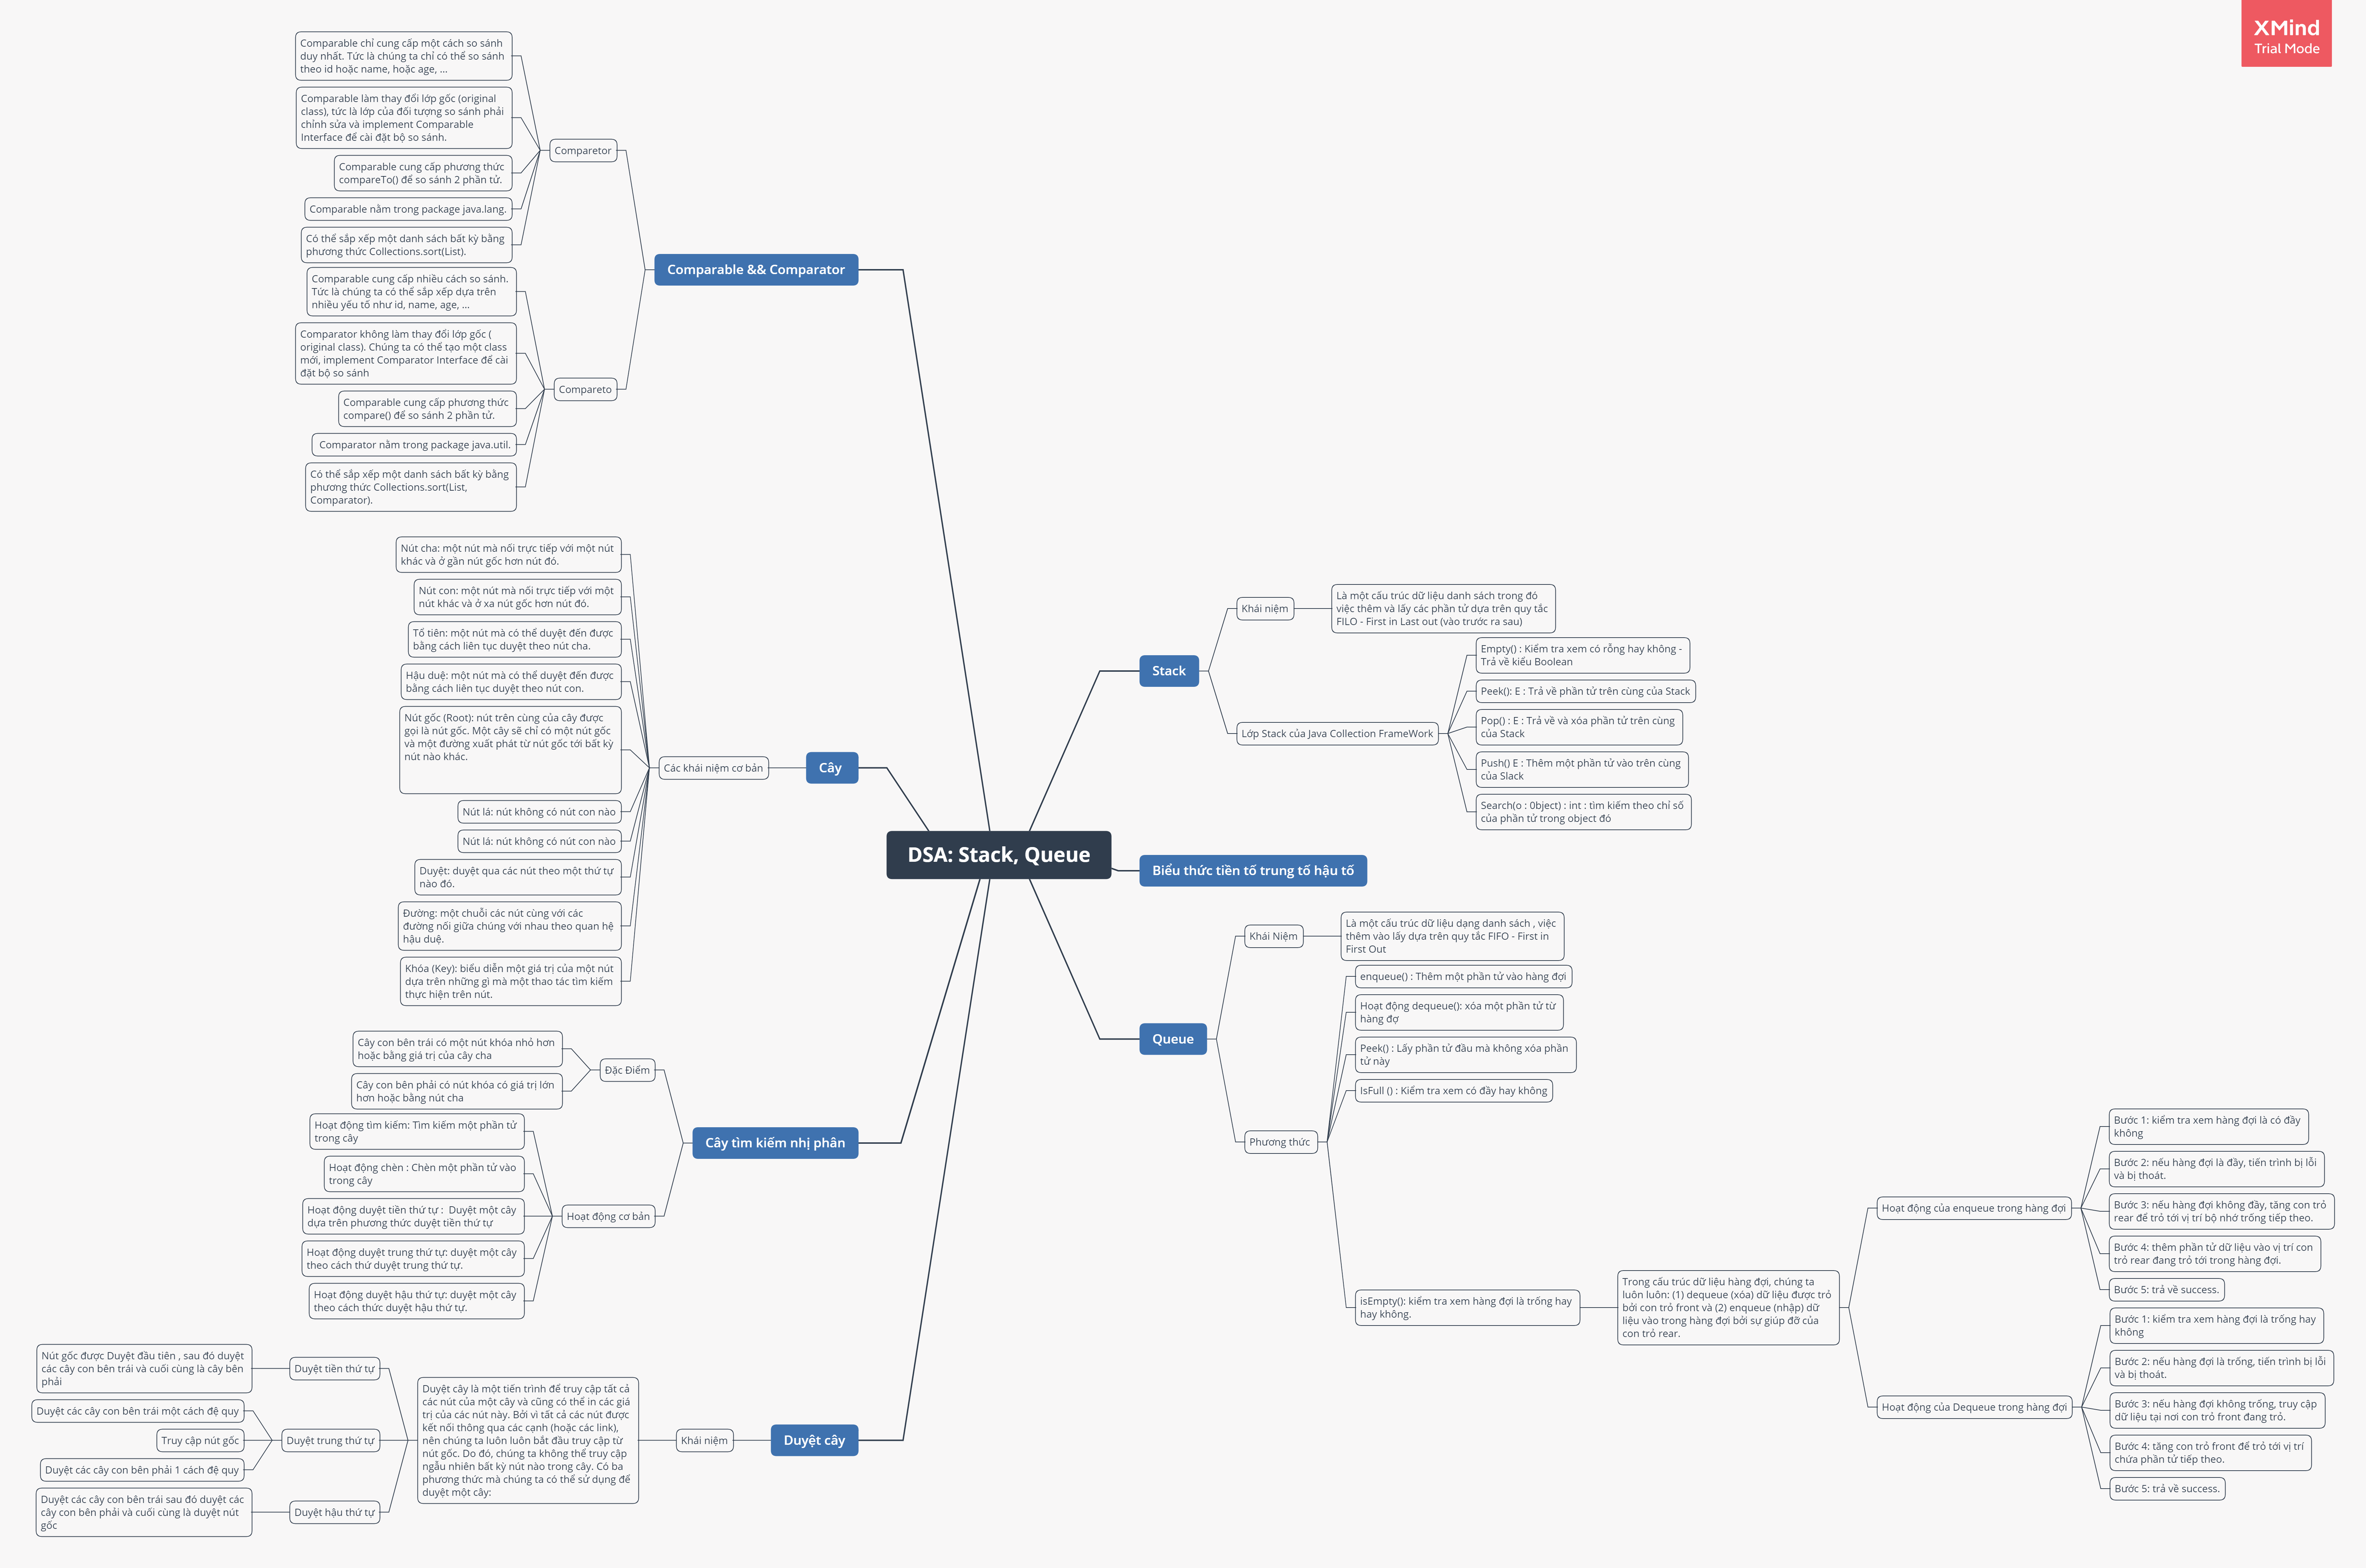 XMind
Trial Mode
DSA: Stack, Queue
Comparable && Comparator
Comparetor
Comparable chỉ cung cấp một cách so sánh
duy nhất. Tức là chúng ta chỉ có thể so sánh
theo id hoặc name, hoặc age, ...
Comparable làm thay đổi lớp gốc (original
class), tức là lớp của đối tượng so sánh phải
chỉnh sửa và implement Comparable
Interface để cài đặt bộ so sánh.
Comparable cung cấp phương thức
compareTo() để so sánh 2 phần tử.
Comparable nằm trong package java.lang.
Có thể sắp xếp một danh sách bất kỳ bằng
phương thức Collections.sort(List).
Compareto
Comparable cung cấp nhiều cách so sánh.
Tức là chúng ta có thể sắp xếp dựa trên
nhiều yếu tố như id, name, age, ...
Comparator không làm thay đổi lớp gốc (
original class). Chúng ta có thể tạo một class
mới, implement Comparator Interface để cài
đặt bộ so sánh
Comparable cung cấp phương thức
compare() để so sánh 2 phần tử.
Comparator nằm trong package java.util.
Có thể sắp xếp một danh sách bất kỳ bằng
phương thức Collections.sort(List,
Comparator).
Cây
Các khái niệm cơ bản
Nút cha: một nút mà nối trực tiếp với một nút
khác và ở gần nút gốc hơn nút đó.
Nút con: một nút mà nối trực tiếp với một
nút khác và ở xa nút gốc hơn nút đó.
Tổ tiên: một nút mà có thể duyệt đến được
bằng cách liên tục duyệt theo nút cha.
Hậu duệ: một nút mà có thể duyệt đến được
bằng cách liên tục duyệt theo nút con.
Nút gốc (Root): nút trên cùng của cây được
gọi là nút gốc. Một cây sẽ chỉ có một nút gốc
và một đường xuất phát từ nút gốc tới bất kỳ
nút nào khác.
Nút lá: nút không có nút con nào
Nút lá: nút không có nút con nào
Duyệt: duyệt qua các nút theo một thứ tự
nào đó.
Đường: một chuỗi các nút cùng với các
đường nối giữa chúng với nhau theo quan hệ
hậu duệ.
Khóa (Key): biểu diễn một giá trị của một nút
dựa trên những gì mà một thao tác tìm kiếm
thực hiện trên nút.
Cây tìm kiếm nhị phân
Đặc Điểm
Cây con bên trái có một nút khóa nhỏ hơn
hoặc bằng giá trị của cây cha
Cây con bên phải có nút khóa có giá trị lớn
hơn hoặc bằng nút cha
Hoạt động cơ bản
Hoạt động tìm kiếm: Tìm kiếm một phần tử
trong cây
Hoạt động chèn : Chèn một phần tử vào
trong cây
Hoạt động duyệt tiền thứ tự : Duyệt một cây
dựa trên phương thức duyệt tiền thứ tự
Hoạt động duyệt trung thứ tự: duyệt một cây
theo cách thứ duyệt trung thứ tự.
Hoạt động duyệt hậu thứ tự: duyệt một cây
theo cách thức duyệt hậu thứ tự.
Duyệt cây
Khái niệm
Duyệt cây là một tiến trình để truy cập tất cả
các nút của một cây và cũng có thể in các giá
trị của các nút này. Bởi vì tất cả các nút được
kết nối thông qua các cạnh (hoặc các link),
nên chúng ta luôn luôn bắt đầu truy cập từ
nút gốc. Do đó, chúng ta không thể truy cập
ngẫu nhiên bất kỳ nút nào trong cây. Có ba
phương thức mà chúng ta có thể sử dụng để
duyệt một cây:
Duyệt tiền thứ tự
Nút gốc được Duyệt đầu tiên , sau đó duyệt
các cây con bên trái và cuối cùng là cây bên
phải
Duyệt trung thứ tự
Duyệt các cây con bên trái một cách đệ quy
Truy cập nút gốc
Duyệt các cây con bên phải 1 cách đệ quy
Duyệt hậu thứ tự
Duyệt các cây con bên trái sau đó duyệt các
cây con bên phải và cuối cùng là duyệt nút
gốc
Stack
Khái niệm
Là một cấu trúc dữ liệu danh sách trong đó
việc thêm và lấy các phần tử dựa trên quy tắc
FILO - First in Last out (vào trước ra sau)
Lớp Stack của Java Collection FrameWork
Empty() : Kiểm tra xem có rỗng hay không -
Trả về kiểu Boolean
Peek(): E : Trả về phần tử trên cùng của Stack
Pop() : E : Trả về và xóa phần tử trên cùng
của Stack
Push() E : Thêm một phần tử vào trên cùng
của Slack
Search(o : 0bject) : int : tìm kiếm theo chỉ số
của phần tử trong object đó
Biểu thức tiền tố trung tố hậu tố
Queue
Khái Niệm
Là một cấu trúc dữ liệu dạng danh sách , việc
thêm vào lấy dựa trên quy tắc FIFO - First in
First Out
Phương thức
enqueue() : Thêm một phần tử vào hàng đợi
Hoạt động dequeue(): xóa một phần tử từ
hàng đợ
Peek() : Lấy phần tử đầu mà không xóa phần
tử này
IsFull () : Kiểm tra xem có đầy hay không
isEmpty(): kiểm tra xem hàng đợi là trống hay
hay không.
Trong cấu trúc dữ liệu hàng đợi, chúng ta
luôn luôn: (1) dequeue (xóa) dữ liệu được trỏ
bởi con trỏ front và (2) enqueue (nhập) dữ
liệu vào trong hàng đợi bởi sự giúp đỡ của
con trỏ rear.
Hoạt động của enqueue trong hàng đợi
Bước 1: kiểm tra xem hàng đợi là có đầy
không
Bước 2: nếu hàng đợi là đầy, tiến trình bị lỗi
và bị thoát.
Bước 3: nếu hàng đợi không đầy, tăng con trỏ
rear để trỏ tới vị trí bộ nhớ trống tiếp theo.
Bước 4: thêm phần tử dữ liệu vào vị trí con
trỏ rear đang trỏ tới trong hàng đợi.
Bước 5: trả về success.
Hoạt động của Dequeue trong hàng đợi
Bước 1: kiểm tra xem hàng đợi là trống hay
không
Bước 2: nếu hàng đợi là trống, tiến trình bị lỗi
và bị thoát.
Bước 3: nếu hàng đợi không trống, truy cập
dữ liệu tại nơi con trỏ front đang trỏ.
Bước 4: tăng con trỏ front để trỏ tới vị trí
chứa phần tử tiếp theo.
Bước 5: trả về success.